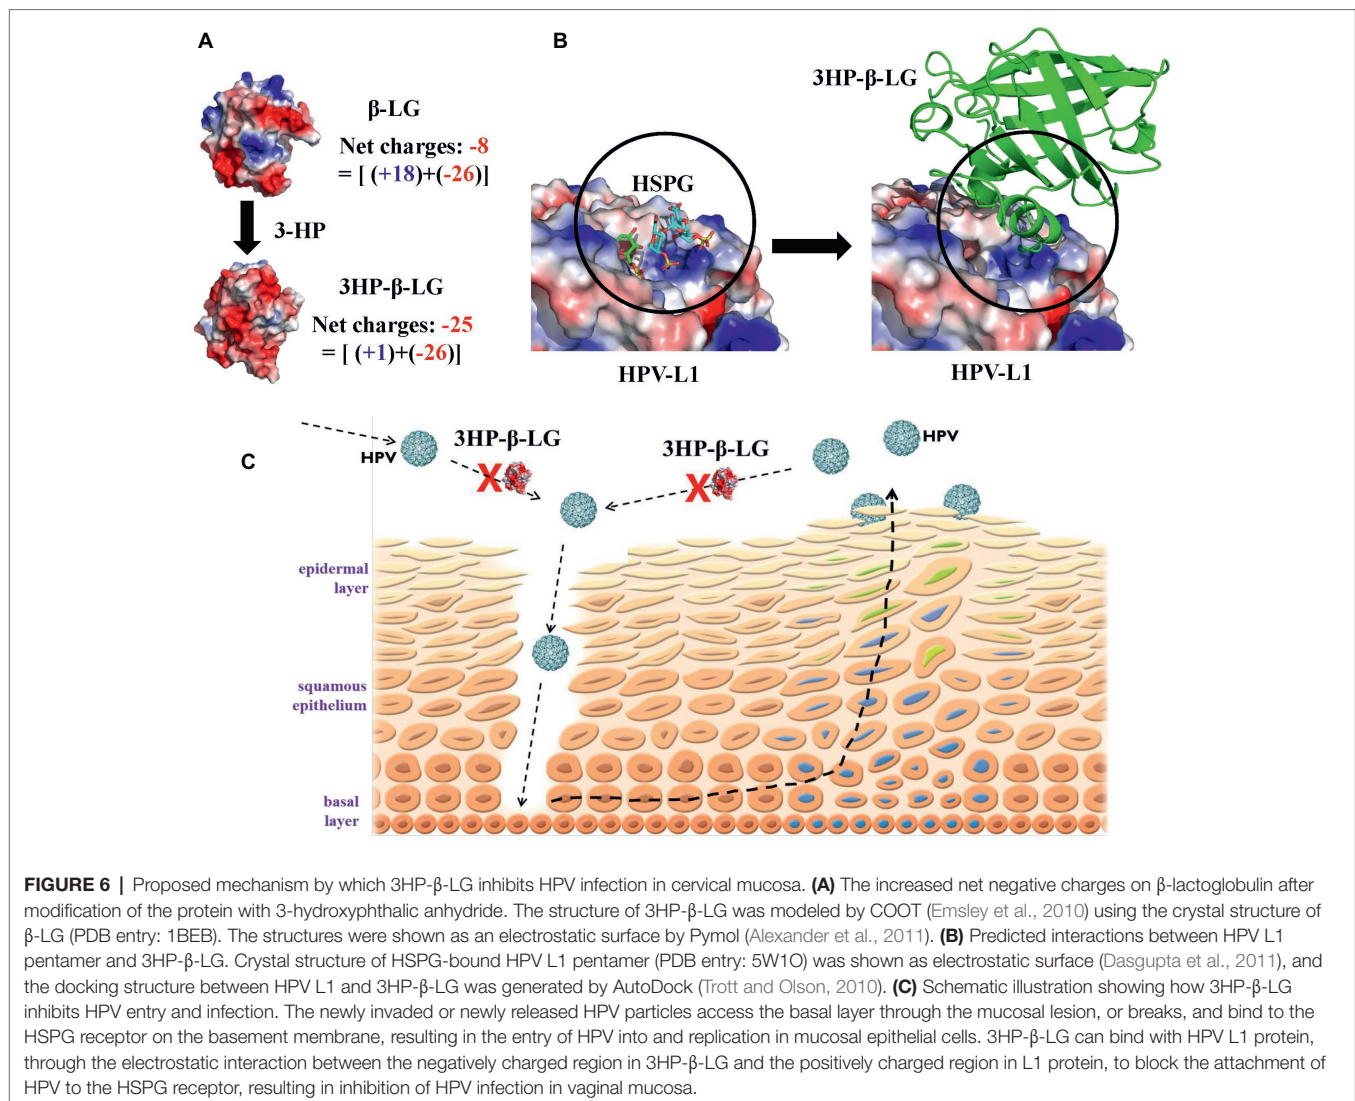 A
β-LG
Net charges: -8
= [ (+18)+(-26)]
3-HP
3HP-β-LG
Net charges: -25
= [ (+1)+(-26)]
B
HSPG
HPV-L1
3HP-β-LG
HPV-L1
C
HPV
3HP-β-LG
3HP-β-LG
HPV
X
X
epidermal
layer
squamous
epithelium
basal
layer
FIGURE 6 | Proposed mechanism by which 3HP-β-LG inhibits HPV infection in cervical mucosa. (A) The increased net negative charges on β-lactoglobulin after
modification of the protein with 3-hydroxyphthalic anhydride. The structure of 3HP-β-LG was modeled by COOT (Emsley et al., 2010) using the crystal structure of
β-LG (PDB entry: 1BEB). The structures were shown as an electrostatic surface by Pymol (Alexander et al., 2011). (B) Predicted interactions between HPV L1
pentamer and 3HP-β-LG. Crystal structure of HSPG-bound HPV L1 pentamer (PDB entry: 5W1O) was shown as electrostatic surface (Dasgupta et al., 2011), and
the docking structure between HPV L1 and 3HP-β-LG was generated by AutoDock (Trott and Olson, 2010). (C) Schematic illustration showing how 3HP-β-LG
inhibits HPV entry and infection. The newly invaded or newly released HPV particles access the basal layer through the mucosal lesion, or breaks, and bind to the
HSPG receptor on the basement membrane, resulting in the entry of HPV into and replication in mucosal epithelial cells. 3HP-β-LG can bind with HPV L1 protein,
through the electrostatic interaction between the negatively charged region in 3HP-β-LG and the positively charged region in L1 protein, to block the attachment of
HPV to the HSPG receptor, resulting in inhibition of HPV infection in vaginal mucosa.